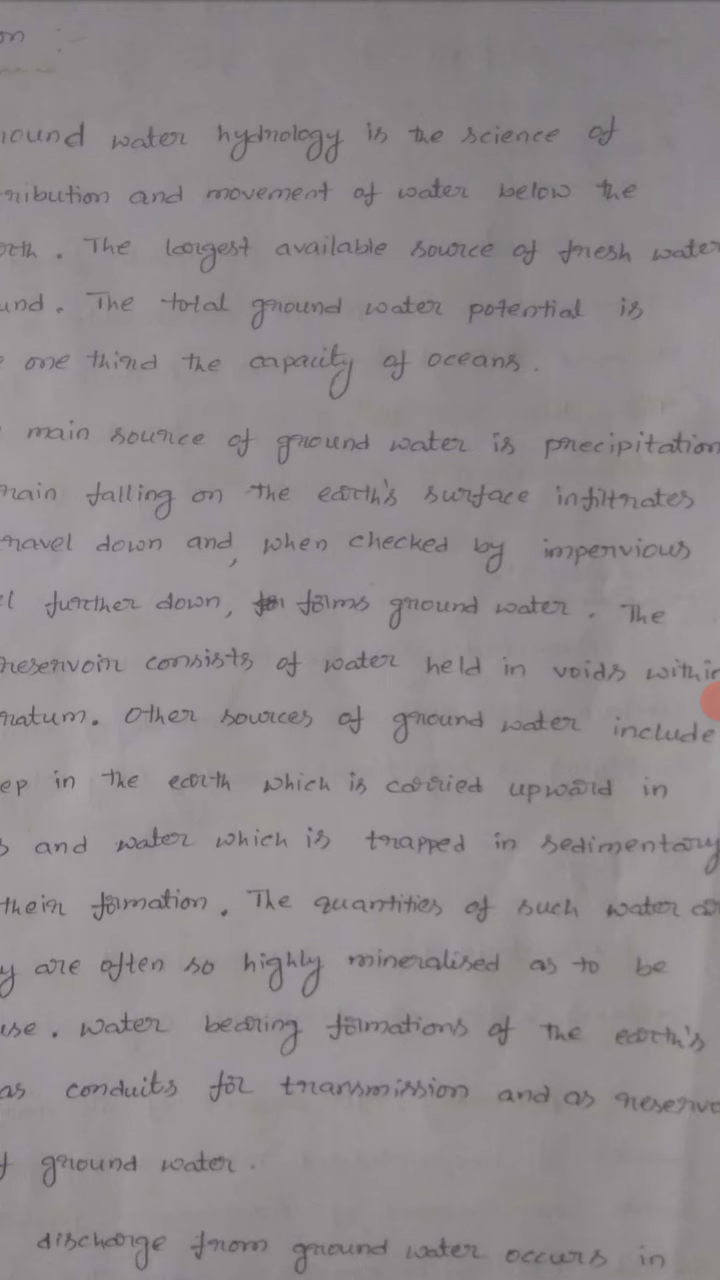 on :-
round water hydrology is the science of
tribution and movement of water below the
orth. The largest available source of fresh water
und. The total ground water potential is
e one third the capacity of oceans.
main source of ground water is precipitation
rain falling on the earth's surface infiltrates
ravel down and, when checked by impervious
l further down, forms ground water. The
reservoir consists of water held in voids within
ratum. Other sources of ground water include
ep in the earth which is carried upward in
s and water which is trapped in sedimentary
their formation. The quantities of such water ar
y are often so highly mineralised as to be
use. Water bearing formations of the earth's
as conduits for transmission and as reservo
f ground water.
discharge from ground water occurs in